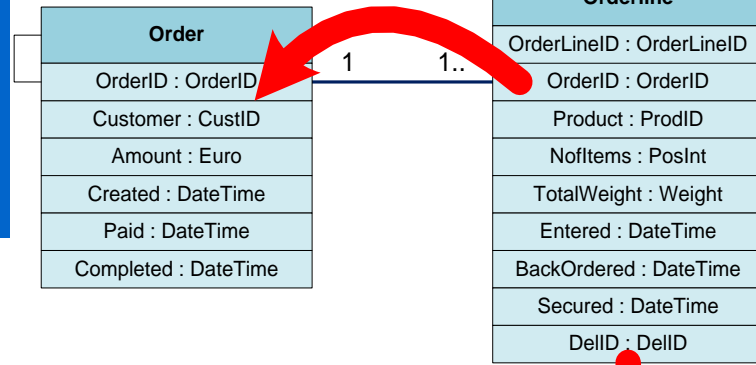 Order
OrderID : OrderID
Customer : CustID
Amount : Euro
Created : DateTime
Paid : DateTime
Completed : DateTime
1
1..
Orderline
OrderLineID : OrderLineID
OrderID : OrderID
Product : ProdID
NofItems : PosInt
TotalWeight : Weight
Entered : DateTime
BackOrdered : DateTime
Secured : DateTime
DelID : DelID